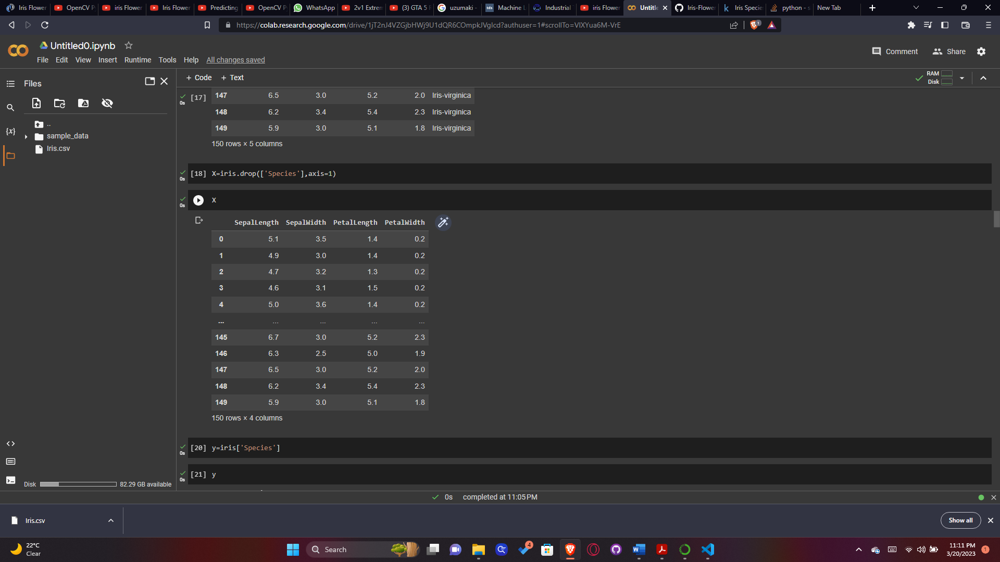 Iris Flower
OpenCV P
iris Flower
Iris Flower
Predicting
OpenCV P
WhatsApp
2v1 Extrem
(3) GTA 5 F
uzumaki -
Machine L
Industrial
iris Flower
Untitle
Iris-Flower
Iris Specie
python - s
New Tab
https://colab.research.google.com/drive/1jT2nJ4VZGjbHWj9U1dQR6COmpkJVglcd?authuser=1#scrollTo=VlXYua6M-VrE
Untitled0.ipynb
File Edit View Insert Runtime Tools Help All changes saved
Comment Share
Files
+ Code + Text
RAM
Disk
..
sample_data
Iris.csv
{x}
[17]
0s
147 6.5 3.0 5.2 2.0 Iris-virginica
148 6.2 3.4 5.4 2.3 Iris-virginica
149 5.9 3.0 5.1 1.8 Iris-virginica
150 rows × 5 columns
[18] X=iris.drop(['Species'],axis=1)
0s
X
0s
SepalLength SepalWidth PetalLength PetalWidth
0 5.1 3.5 1.4 0.2
1 4.9 3.0 1.4 0.2
2 4.7 3.2 1.3 0.2
3 4.6 3.1 1.5 0.2
4 5.0 3.6 1.4 0.2
... ... ... ... ...
145 6.7 3.0 5.2 2.3
146 6.3 2.5 5.0 1.9
147 6.5 3.0 5.2 2.0
148 6.2 3.4 5.4 2.3
149 5.9 3.0 5.1 1.8
150 rows × 4 columns
[20] y=iris['Species']
0s
[21] y
0s
Disk 82.29 GB available
0s completed at 11:05 PM
Iris.csv
Show all
22°C
Clear
Search
4
11:11 PM
3/20/2023
1